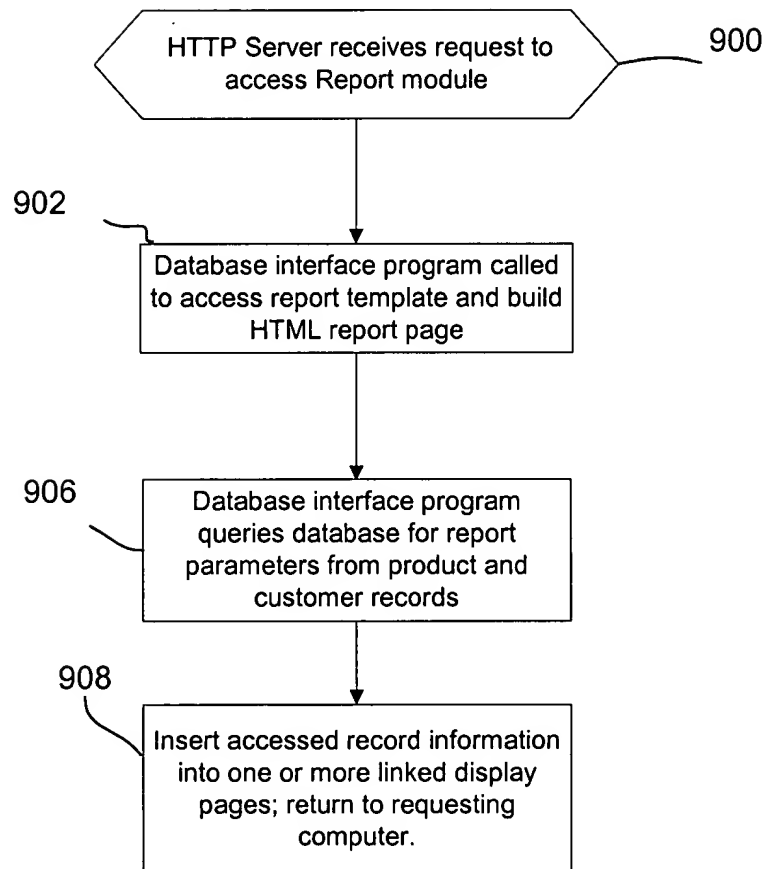 HTTP Server receives request to
access Report module
900
902
Database interface program called
to access report template and build
HTML report page
906
Database interface program
queries database for report
parameters from product and
customer records
908
Insert accessed record information
into one or more linked display
pages; return to requesting
computer.